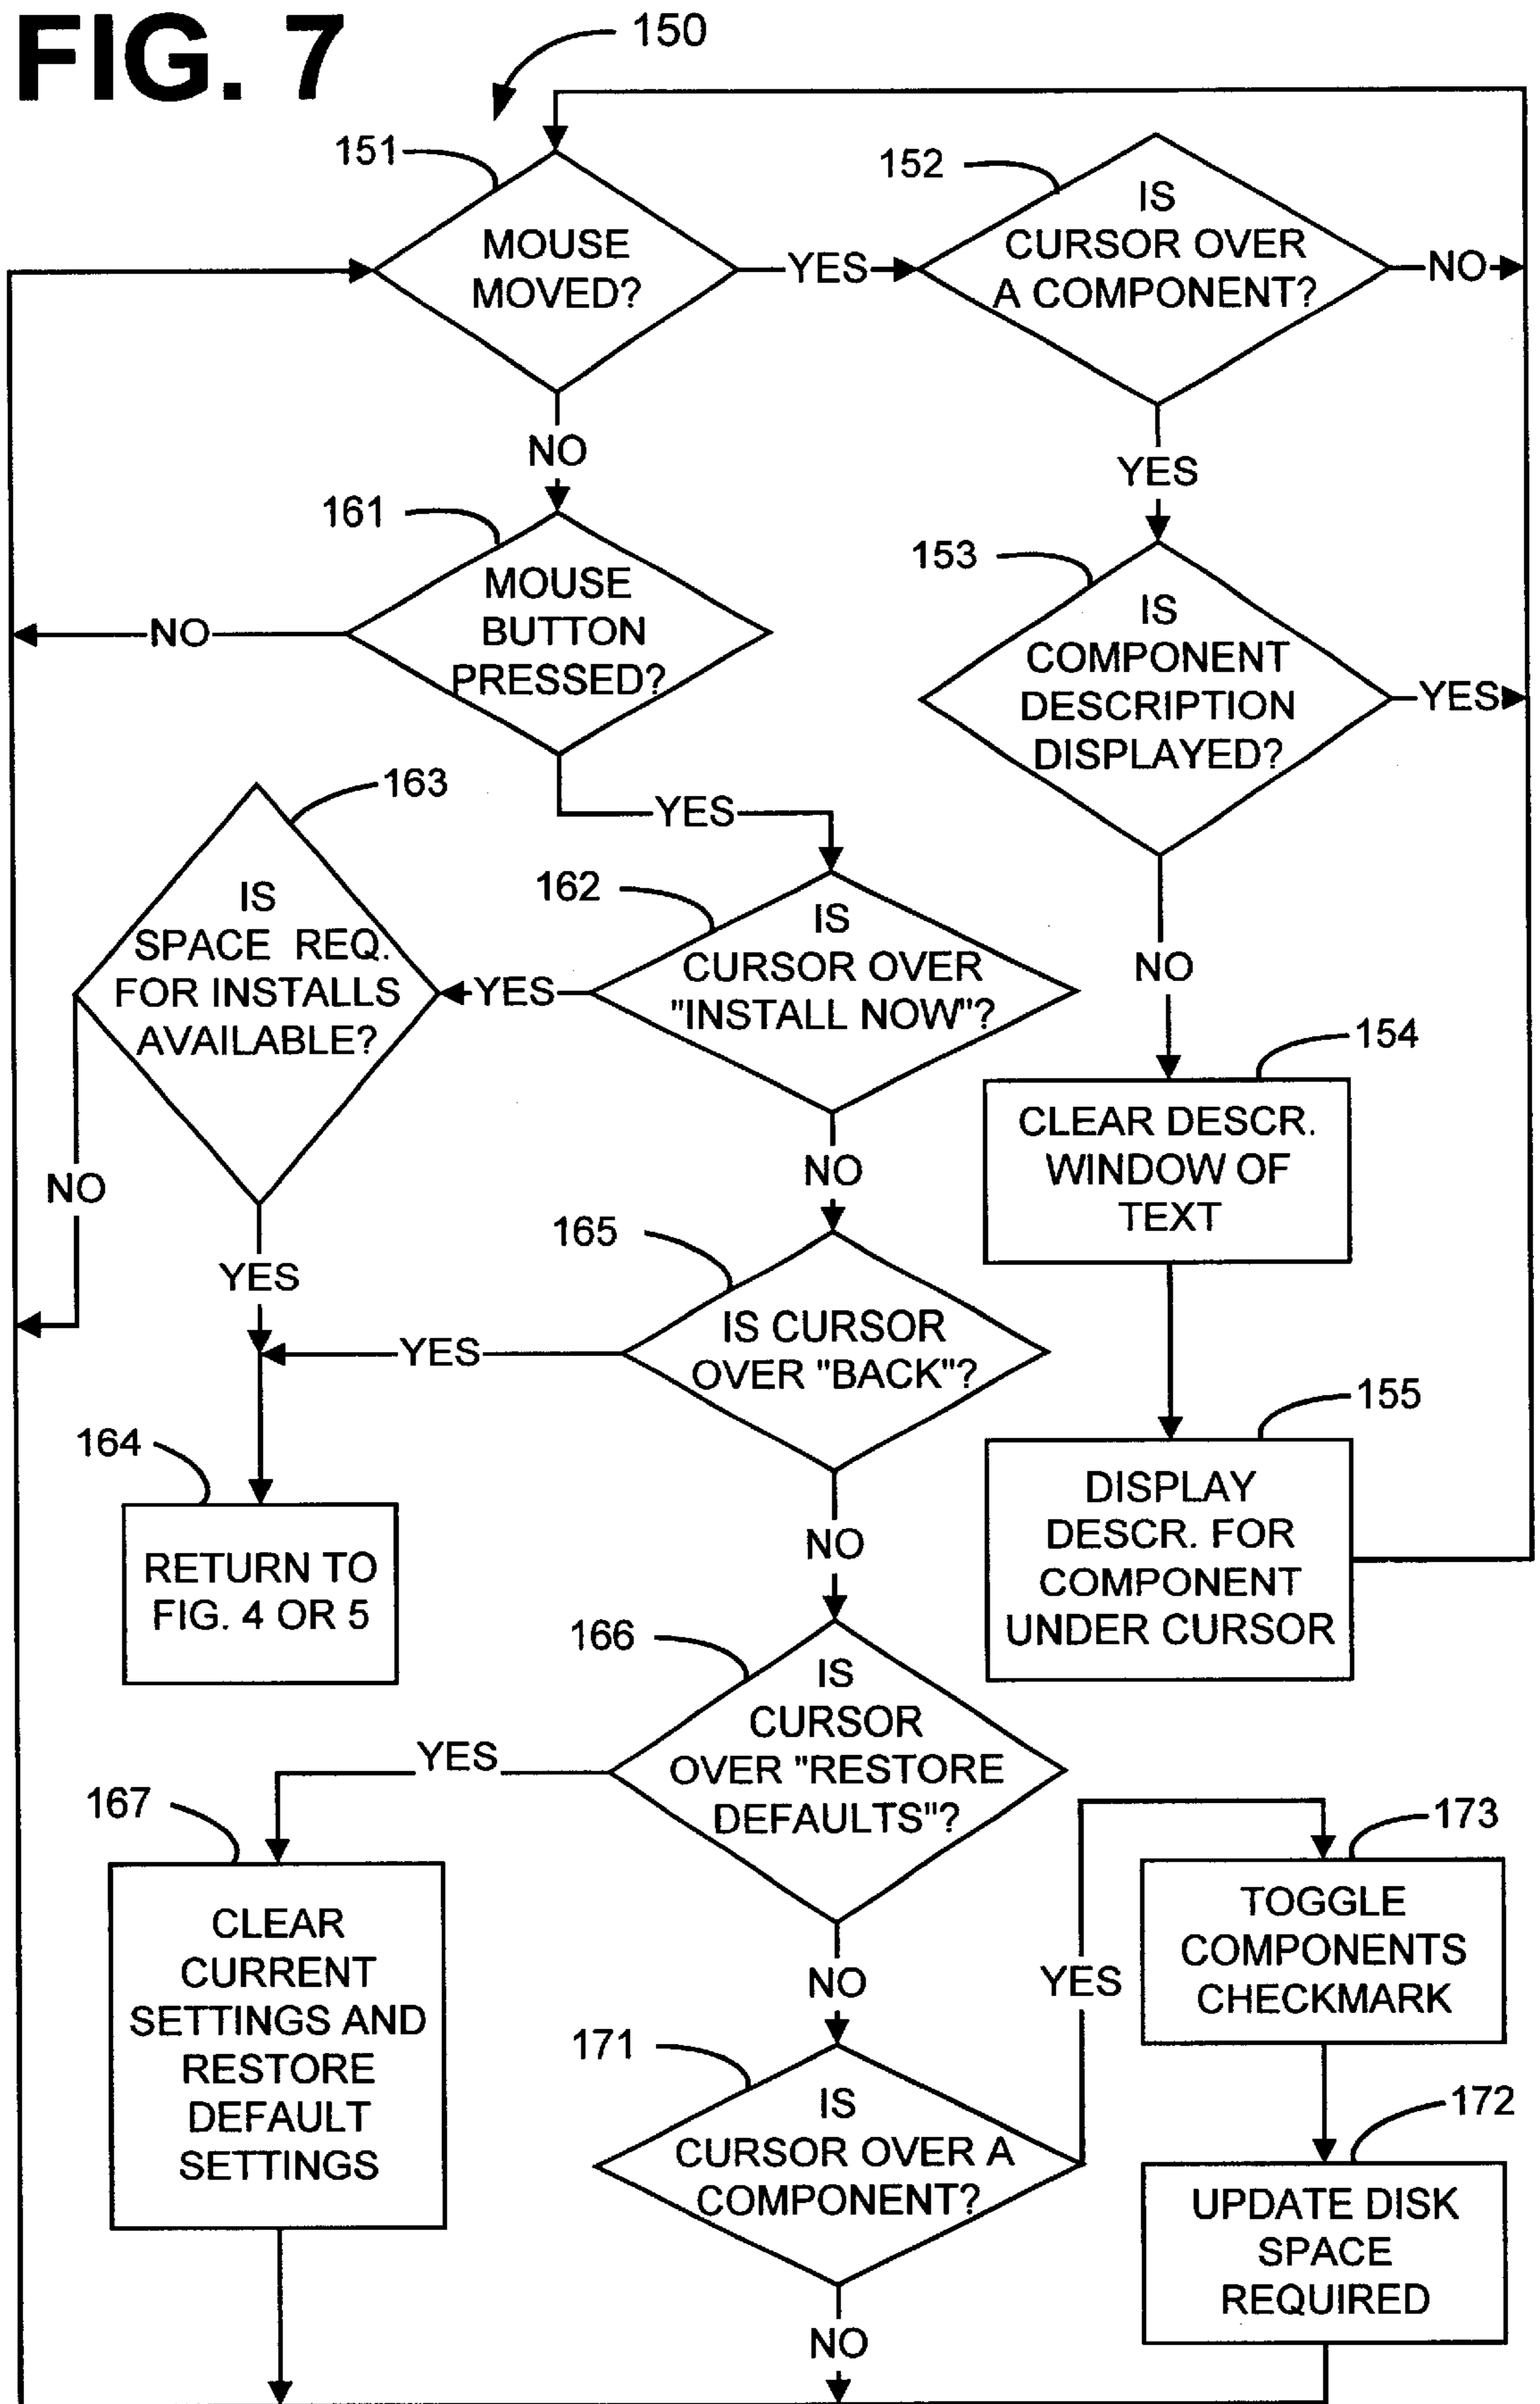 FIG. 7
150
151
MOUSE
MOVED?
YES
152
IS
CURSOR OVER
A COMPONENT?
NO
NO
YES
161
MOUSE
BUTTON
PRESSED?
NO
153
IS
COMPONENT
DESCRIPTION
DISPLAYED?
YES
163
IS
SPACE REQ.
FOR INSTALLS
AVAILABLE?
YES
162
IS
CURSOR OVER
"INSTALL NOW"?
YES
NO
154
CLEAR DESCR.
WINDOW OF
TEXT
NO
NO
YES
165
IS CURSOR
OVER "BACK"?
YES
155
DISPLAY
DESCR. FOR
COMPONENT
UNDER CURSOR
164
RETURN TO
FIG. 4 OR 5
NO
166
IS
CURSOR
OVER "RESTORE
DEFAULTS"?
YES
167
CLEAR
CURRENT
SETTINGS AND
RESTORE
DEFAULT
SETTINGS
NO
YES
173
TOGGLE
COMPONENTS
CHECKMARK
171
IS
CURSOR OVER A
COMPONENT?
172
UPDATE DISK
SPACE
REQUIRED
NO